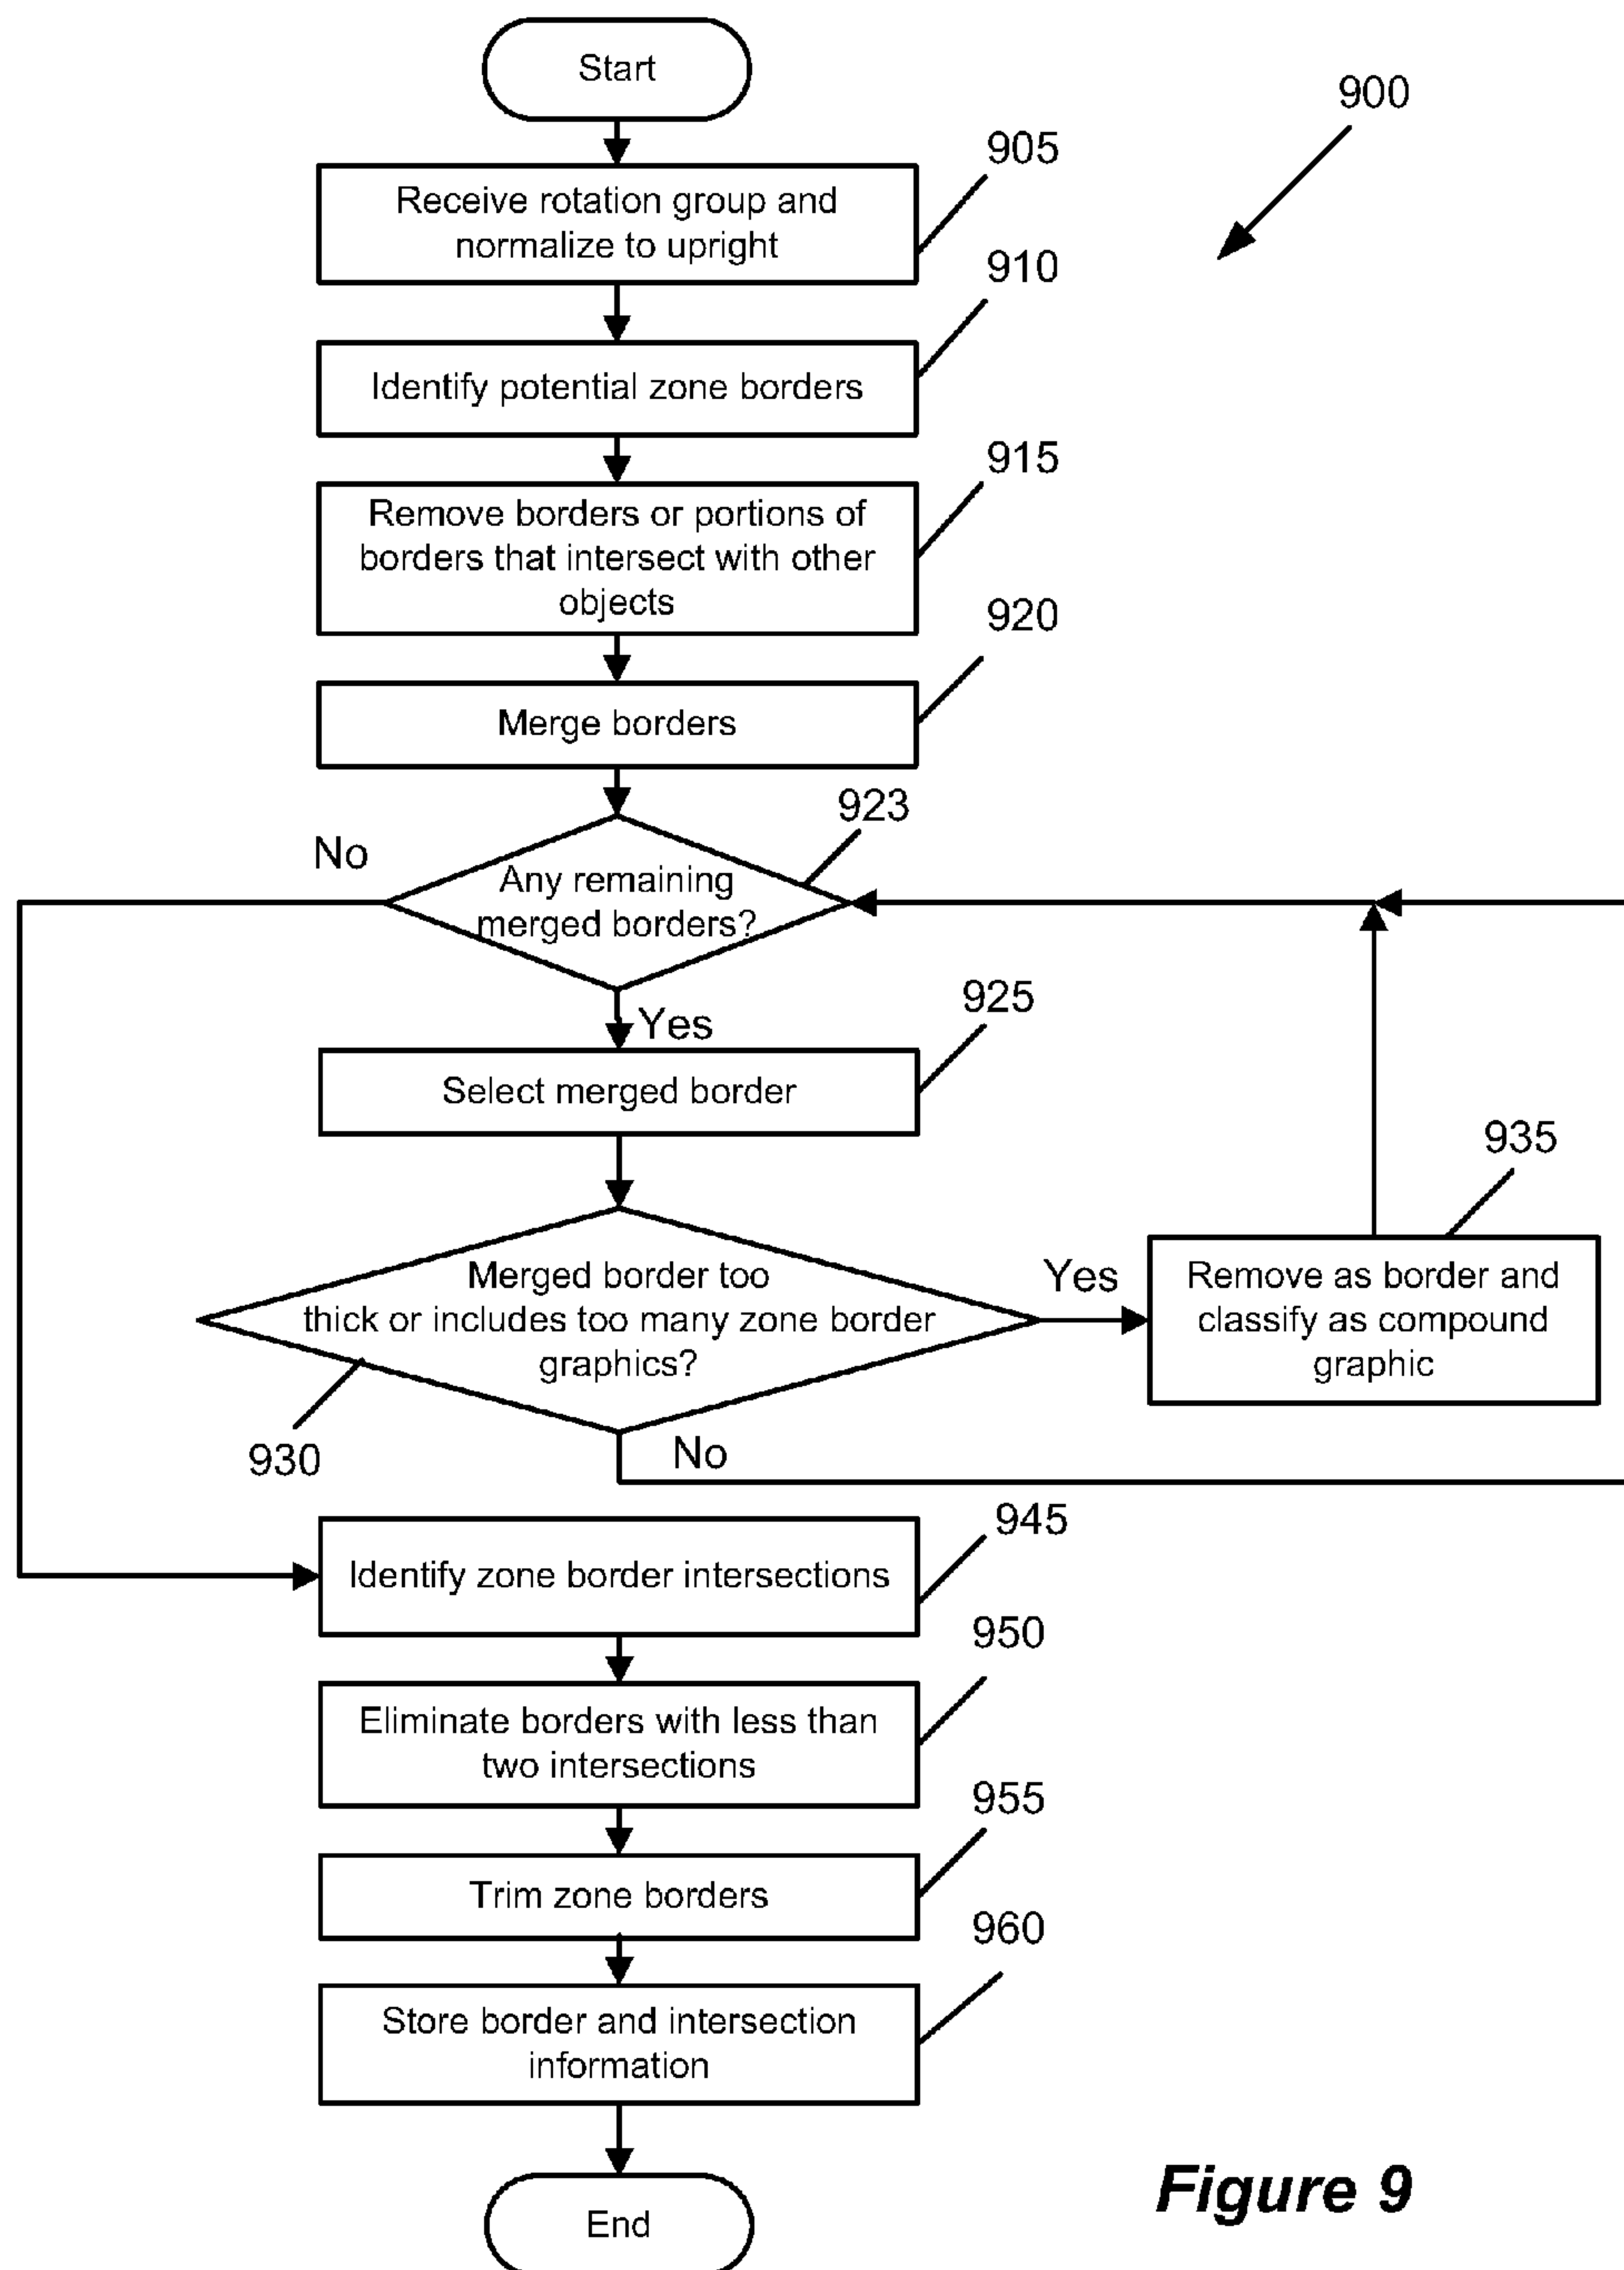 Start
900
905
Receive rotation group and
normalize to upright
910
Identify potential zone borders
915
Remove borders or portions of
borders that intersect with other
objects
920
Merge borders
923
No
Any remaining
merged borders?
Yes
925
Select merged border
935
Merged border too
thick or includes too many zone border
graphics?
Yes
Remove as border and
classify as compound
graphic
930
No
945
Identify zone border intersections
950
Eliminate borders with less than
two intersections
955
Trim zone borders
960
Store border and intersection
information
End
Figure 9